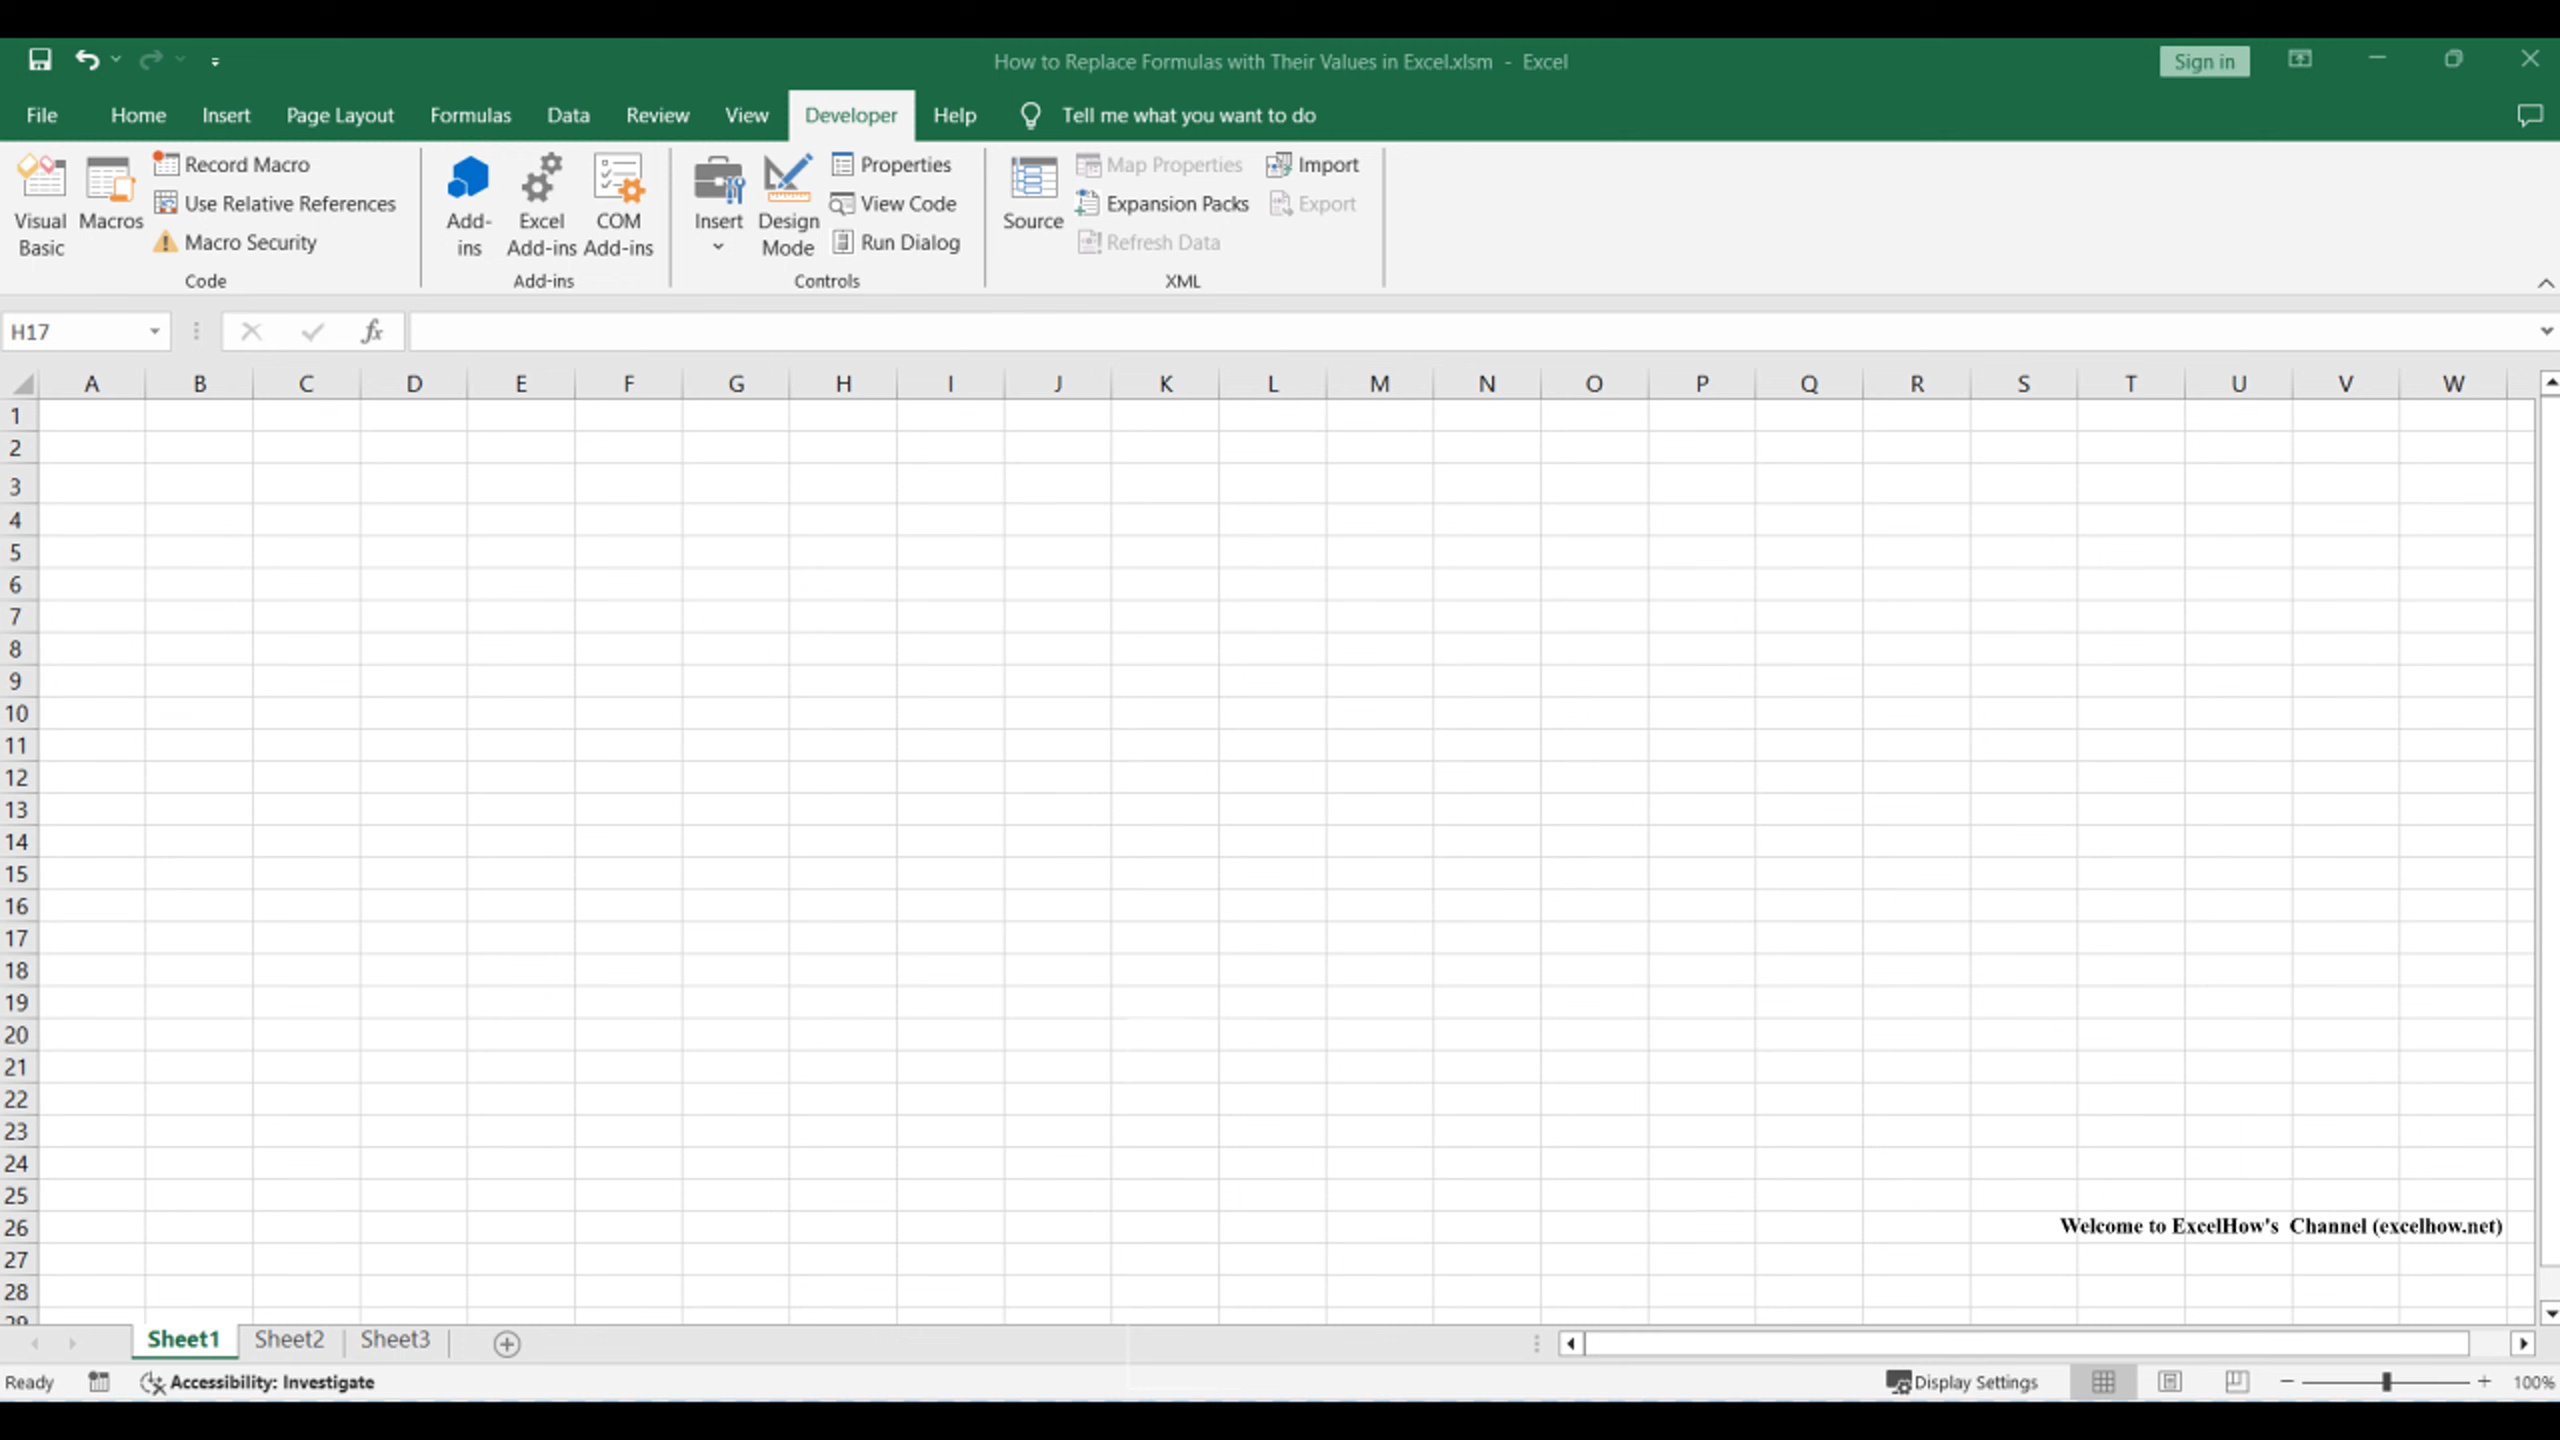 How to Replace Formulas with Their Values in Excel.xlsm - Excel
Sign in
File Home Insert Page Layout Formulas Data Review View Developer Help Tell me what you want to do
Visual Basic
Macros
Record Macro
Use Relative References
Macro Security
Code
Add-ins
Excel Add-ins
COM Add-ins
Add-ins
Insert
Design Mode
Properties
View Code
Run Dialog
Controls
Source
Map Properties
Expansion Packs
Refresh Data
Import
Export
XML
H17
fx
A B C D E F G H I J K L M N O P Q R S T U V W
1
2
3
4
5
6
7
8
9
10
11
12
13
14
15
16
17
18
19
20
21
22
23
24
25
26
Welcome to ExcelHow's Channel (excelhow.net)
27
28
29
Sheet1 Sheet2 Sheet3
Ready Accessibility: Investigate Display Settings 100%